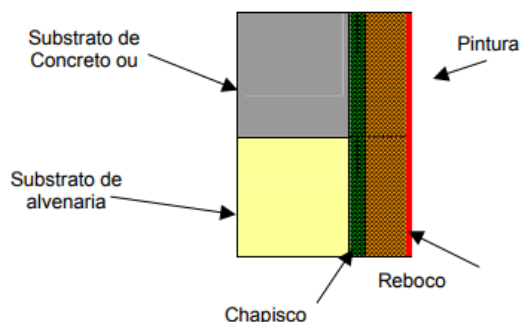 Substrato de
Concreto ou
Pintura
Substrato de
alvenaria
Reboco
Chapisco